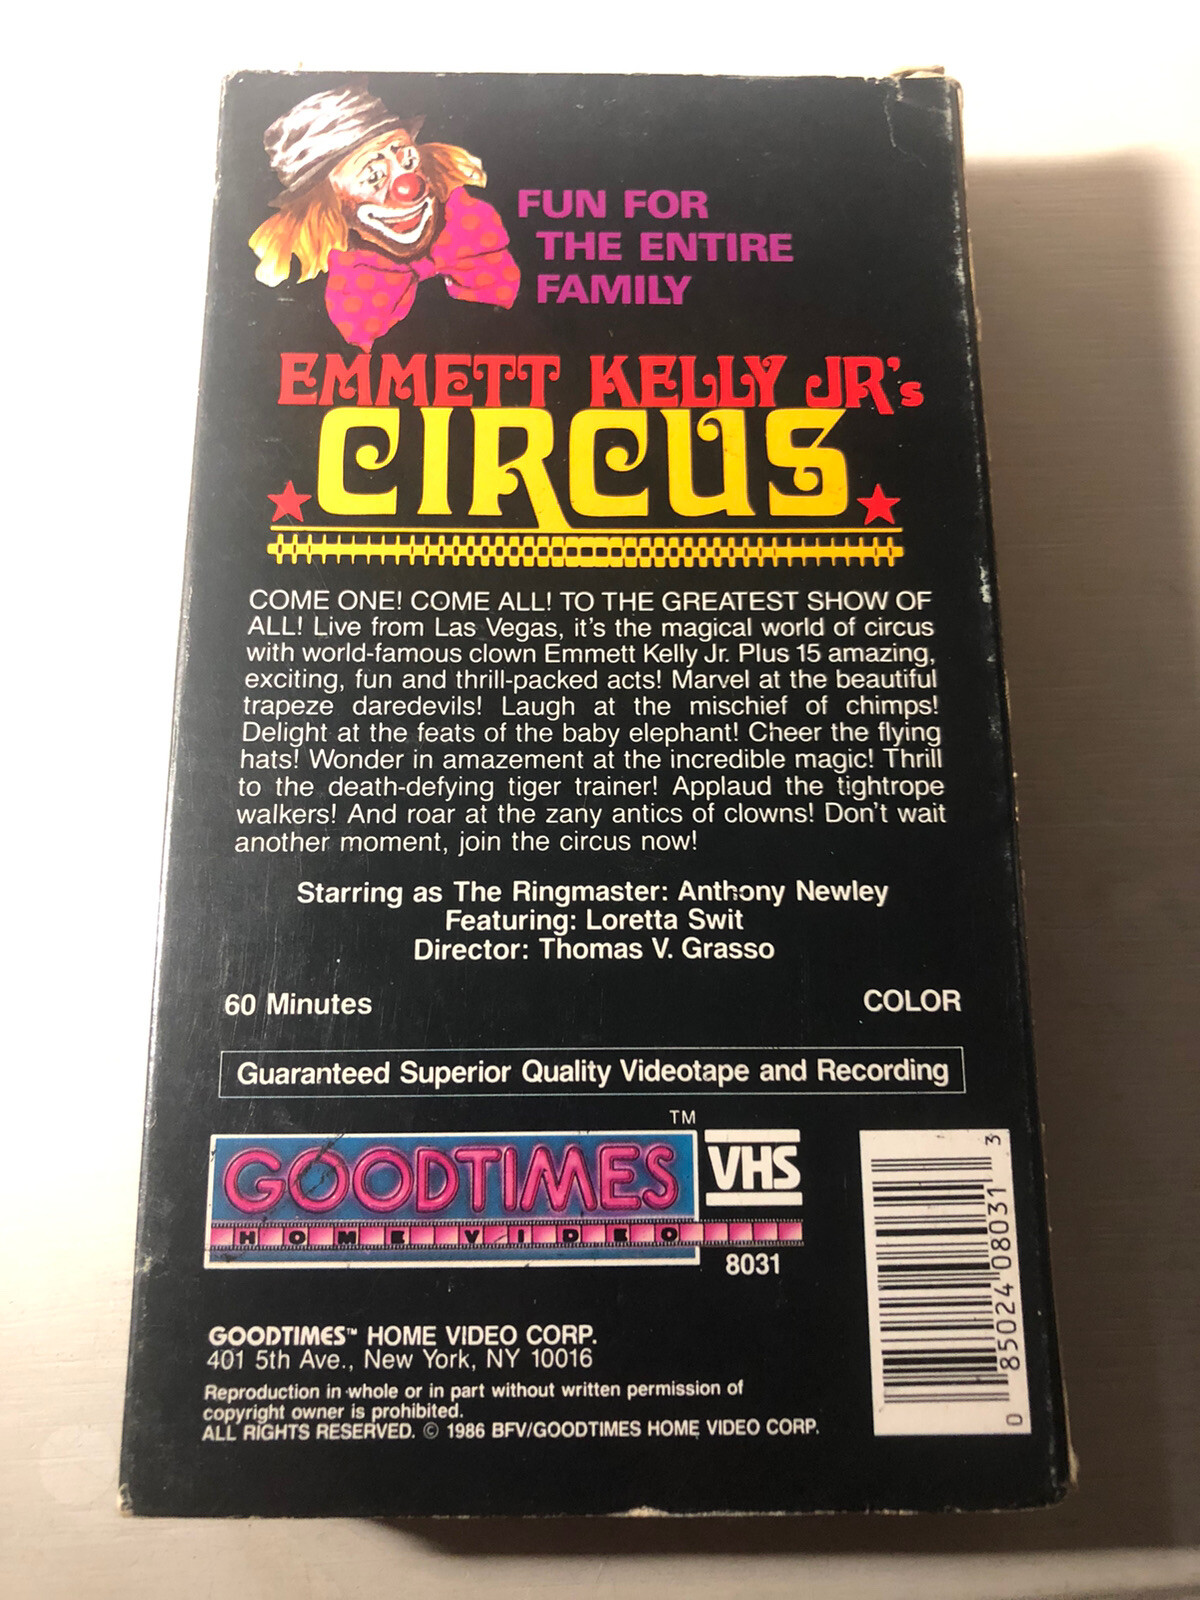 FUN FOR
THE ENTIRE
FAMILY
EMMETT KELLY JR's
CIRCUS
COME ONE! COME ALL! TO THE GREATEST SHOW OF
ALL! Live from Las Vegas, it's the magical world of circus
with world-famous clown Emmett Kelly Jr. Plus 15 amazing,
exciting, fun and thrill-packed acts! Marvel at the beautiful
trapeze daredevils! Laugh at the mischief of chimps!
Delight at the feats of the baby elephant! Cheer the flying
hats! Wonder in amazement at the incredible magic! Thrill
to the death-defying tiger trainer! Applaud the tightrope
walkers! And roar at the zany antics of clowns! Don't wait
another moment, join the circus now!
Starring as The Ringmaster: Anthony Newley
Featuring: Loretta Swit
Director: Thomas V. Grasso
60 Minutes COLOR
Guaranteed Superior Quality Videotape and Recording
TM
GOODTIMES VHS
HOME VIDEO
8031
0 85024 08031 3
GOODTIMES™ HOME VIDEO CORP.
401 5th Ave., New York, NY 10016
Reproduction in whole or in part without written permission of
copyright owner is prohibited.
ALL RIGHTS RESERVED. © 1986 BFV/GOODTIMES HOME VIDEO CORP.